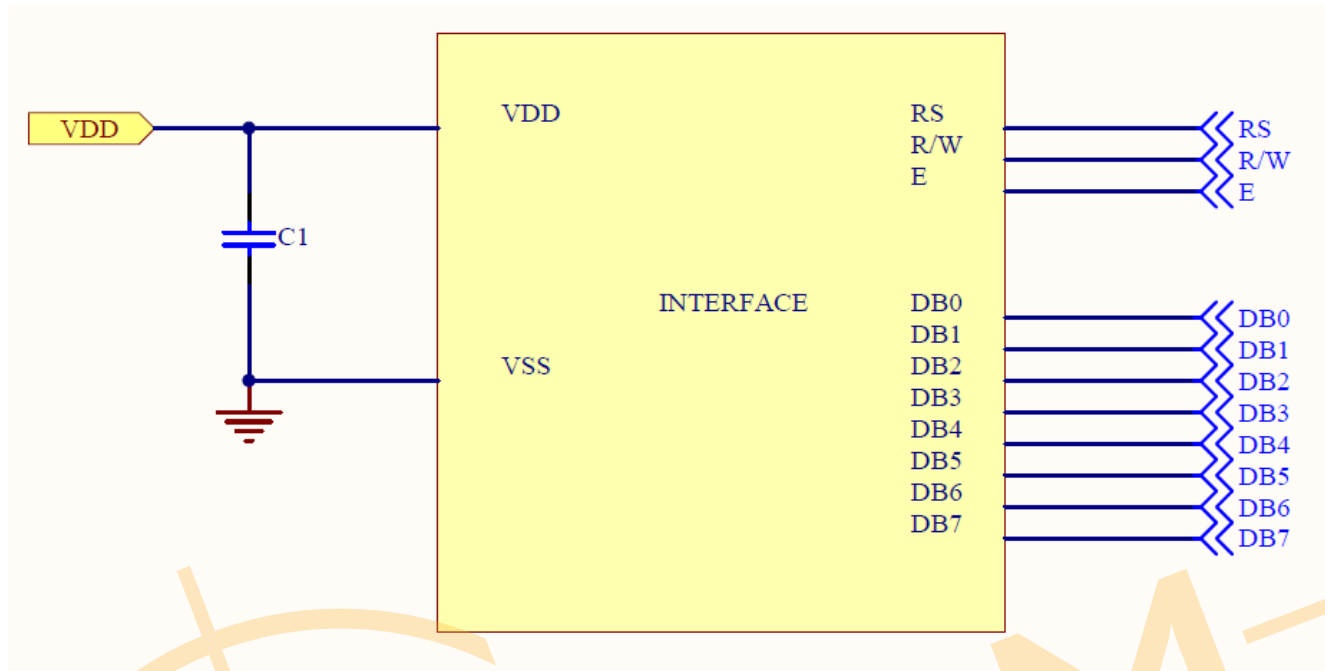 VDD
C1
VDD
VSS
INTERFACE
RS
R/W
E
DB0
DB1
DB2
DB3
DB4
DB5
DB6
DB7
RS
R/W
E
DB0
DB1
DB2
DB3
DB4
DB5
DB6
DB7